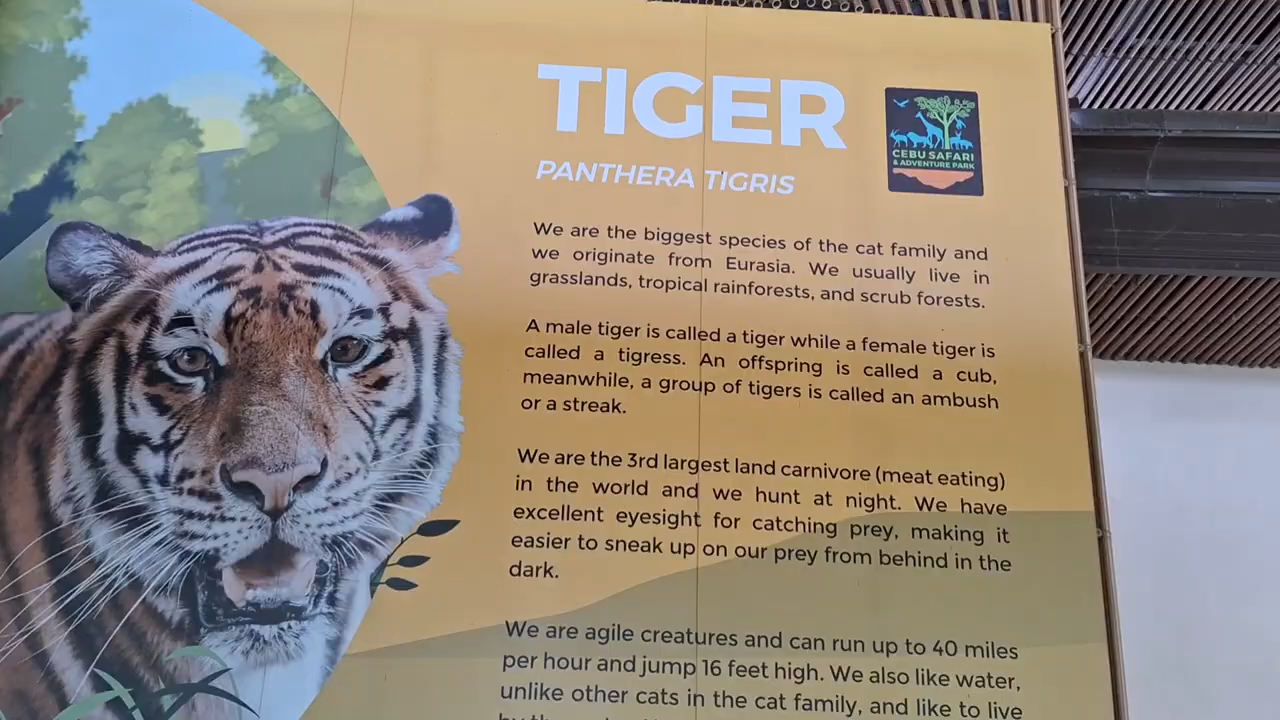 TIGER
PANTHERA TIGRIS
CEBU SAFARI
& ADVENTURE PARK
We are the biggest species of the cat family and
we originate from Eurasia. We usually live in
grasslands, tropical rainforests, and scrub forests.
A male tiger is called a tiger while a female tiger is
called a tigress. An offspring is called a cub,
meanwhile, a group of tigers is called an ambush
or a streak.
We are the 3rd largest land carnivore (meat eating)
in the world and we hunt at night. We have
excellent eyesight for catching prey, making it
easier to sneak up on our prey from behind in the
dark.
We are agile creatures and can run up to 40 miles
per hour and jump 16 feet high. We also like water,
unlike other cats in the cat family, and like to live